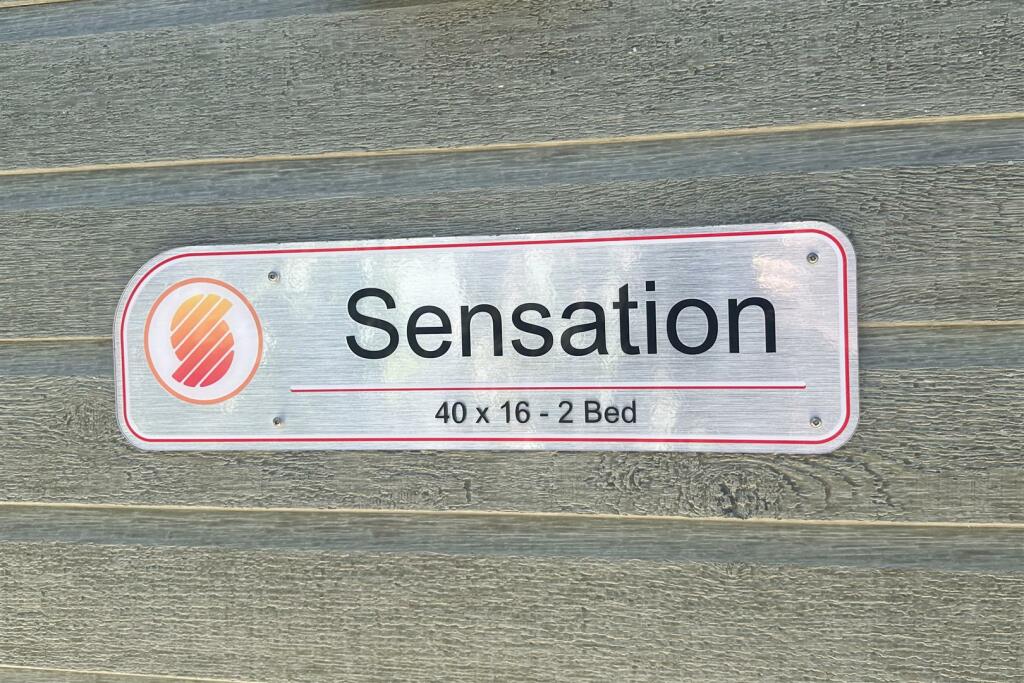 Sensation
40 x 16 - 2 Bed